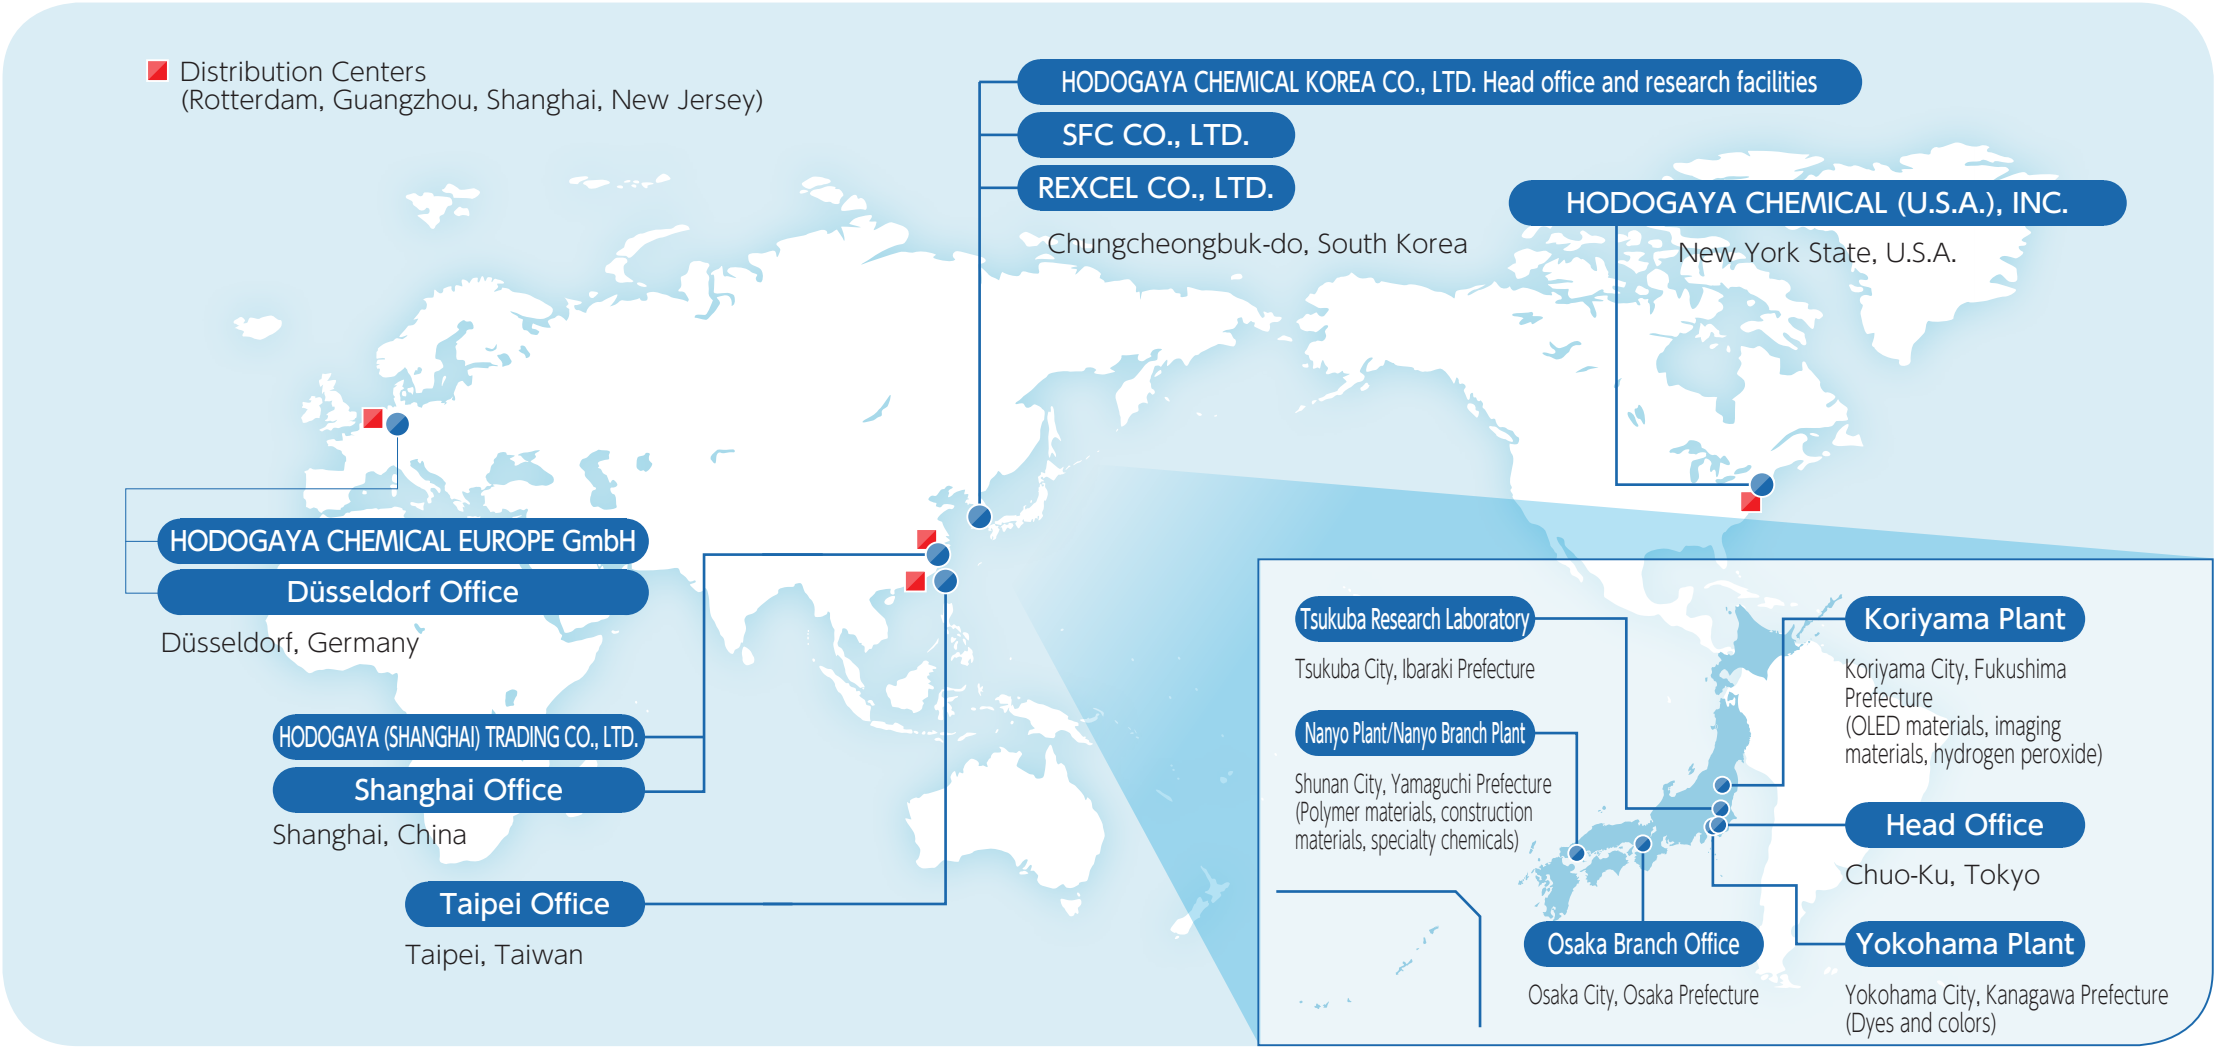 Distribution Centers
(Rotterdam, Guangzhou, Shanghai, New Jersey)
HODOGAYA CHEMICAL KOREA CO., LTD. Head office and research facilities
SFC CO., LTD.
REXCEL CO., LTD.
Chungcheongbuk-do, South Korea
HODOGAYA CHEMICAL (U.S.A.), INC.
New York State, U.S.A.
HODOGAYA CHEMICAL EUROPE GmbH
Düsseldorf Office
Düsseldorf, Germany
HODOGAYA (SHANGHAI) TRADING CO., LTD.
Shanghai Office
Shanghai, China
Taipei Office
Taipei, Taiwan
Tsukuba Research Laboratory
Tsukuba City, Ibaraki Prefecture
Nanyo Plant/Nanyo Branch Plant
Shunan City, Yamaguchi Prefecture
(Polymer materials, construction
materials, specialty chemicals)
Osaka Branch Office
Osaka City, Osaka Prefecture
Koriyama Plant
Koriyama City, Fukushima
Prefecture
(OLED materials, imaging
materials, hydrogen peroxide)
Head Office
Chuo-Ku, Tokyo
Yokohama Plant
Yokohama City, Kanagawa Prefecture
(Dyes and colors)